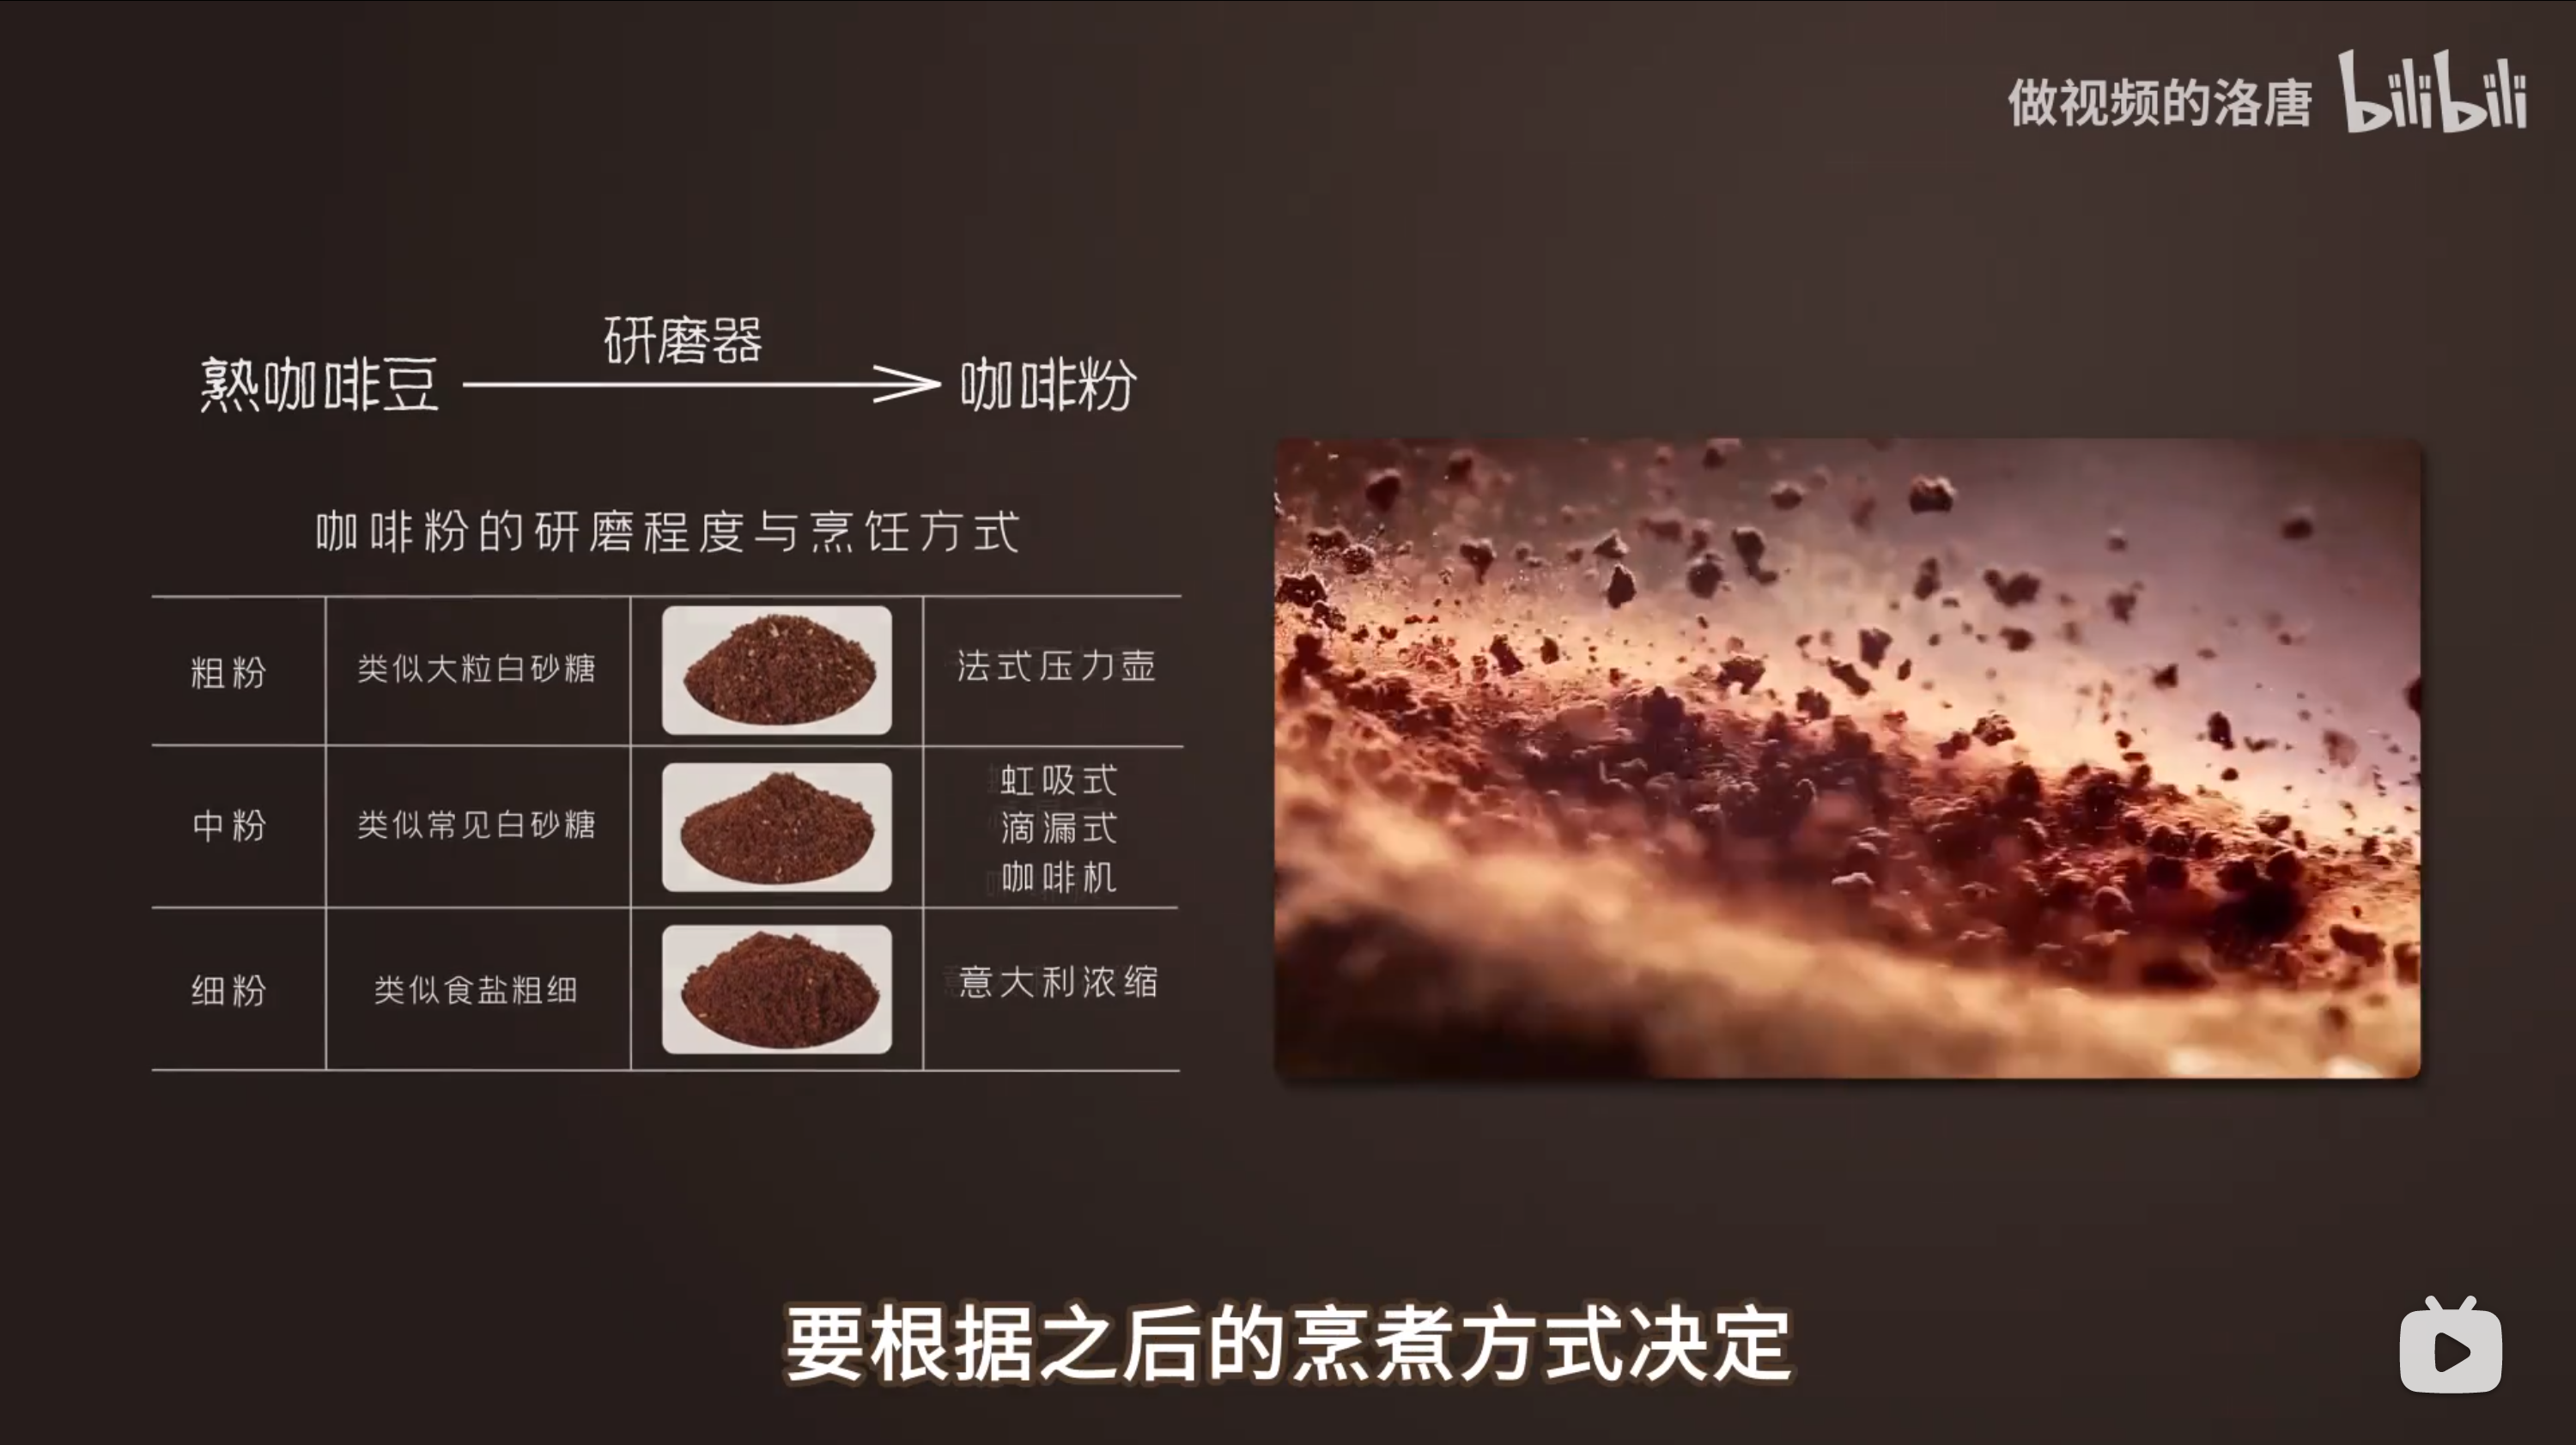 做视频的洛唐 bilibili
研磨器
熟咖啡豆 咖啡粉
咖啡粉的研磨程度与烹饪方式
粗粉 类似大粒白砂糖 法式压力壶
中粉 类似常见白砂糖 虹吸式
滴漏式
咖啡机
细粉 类似食盐粗细 意大利浓缩
要根据之后的烹煮方式决定